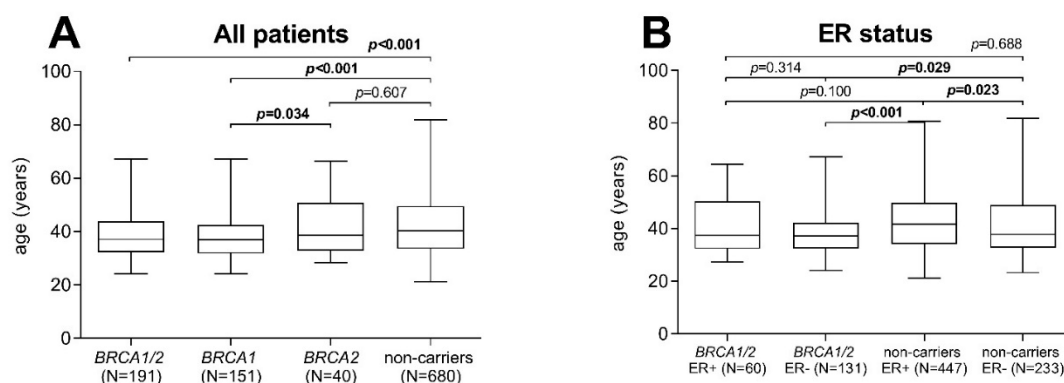 A
All patients
p<0.001
p<0.001
p=0.607
p=0.034
100
80
60
40
20
0
age (years)
BRCA1/2
(N=191)
BRCA1
(N=151)
BRCA2
(N=40)
non-carriers
(N=680)
B
ER status
p=0.688
p=0.314
p=0.029
p=0.100
p=0.023
p<0.001
100
80
60
40
20
0
age (years)
BRCA1/2
ER+ (N=60)
BRCA1/2
ER- (N=131)
non-carriers
ER+ (N=447)
non-carriers
ER- (N=233)